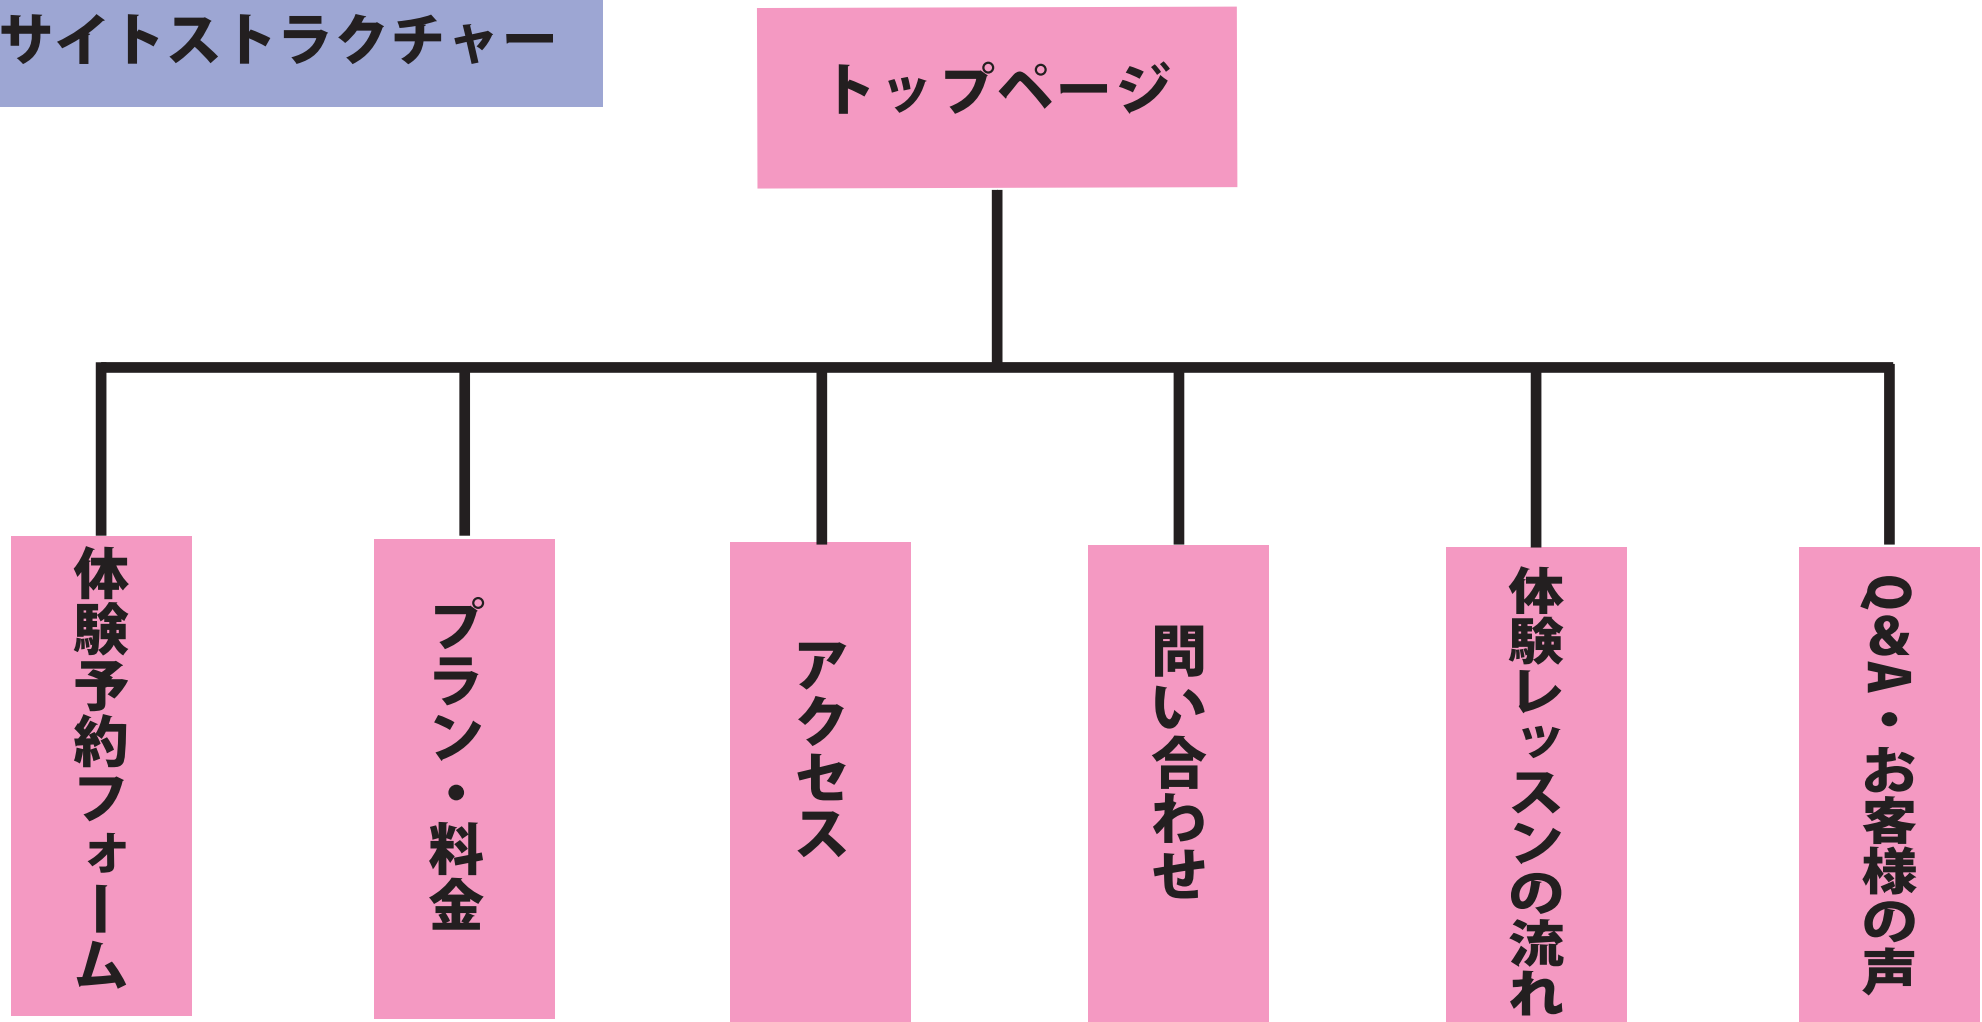 サイトストラクチャー
トップページ
体験予約フォーム
プラン・料金
アクセス
問い合わせ
体験レッスンの流れ
Q&A・お客様の声